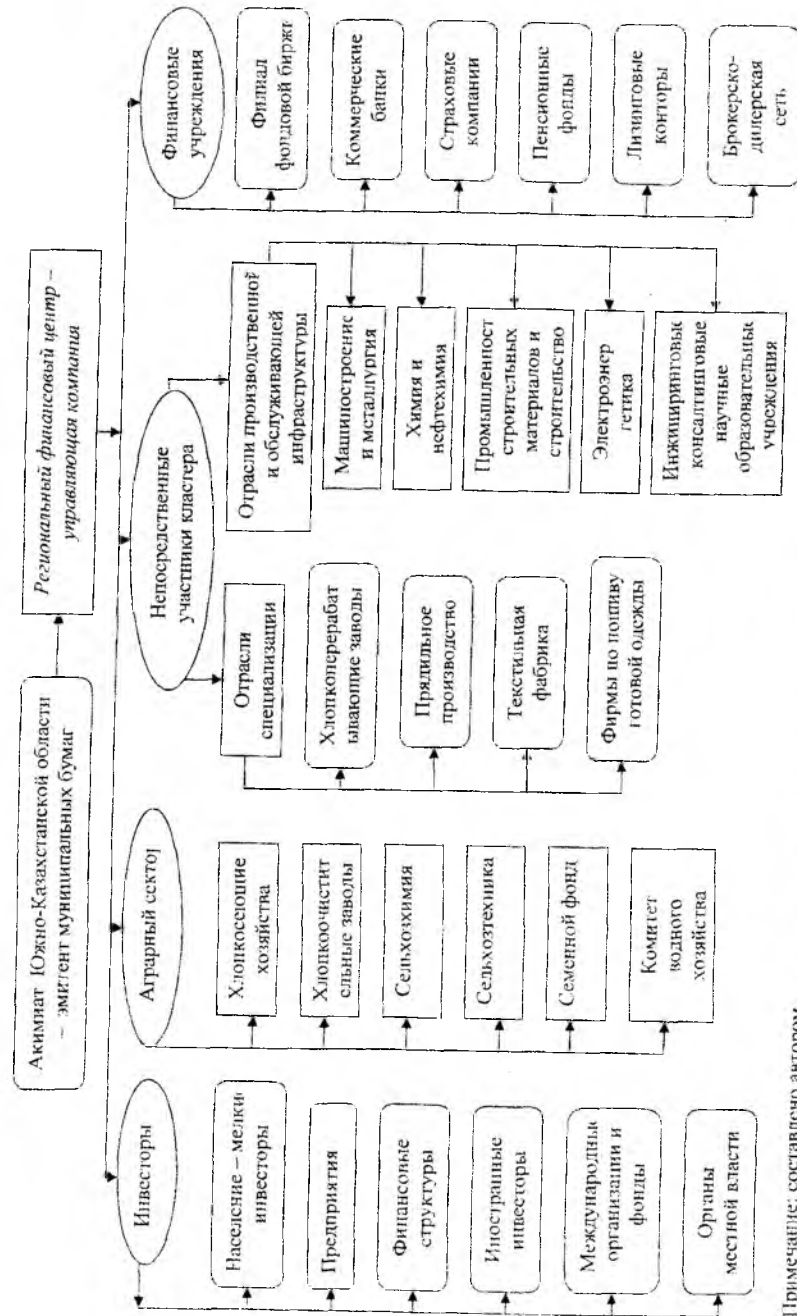 Акимиат Южно-Казахстанской области
– эмитент муниципальных бумаг
Региональный финансовый центр –
управляющая компания
Инвесторы
Население – мелкие
инвесторы
Предприятия
Финансовые
структуры
Иностранные
инвесторы
Международные
организации и
фонды
Органы
местной власти
Аграрный сектор
Хлопкосеющие
хозяйства
Хлопкоочистит
ельные заводы
Сельхозхимия
Сельхозтехника
Семенной фонд
Комитет
водного
хозяйства
Непосредственные
участники кластера
Отрасли
специализации
Хлопкоперерабат
ывающие заводы
Прядильное
производство
Текстильная
фабрика
Фирмы по пошиву
готовой одежды
Отрасли производственной
и обслуживающей
инфраструктуры
Машиностроение
и металлургия
Химия и
нефтехимия
Промышленност
строительных
материалов и
строительство
Электроэнер
гетика
Инжиниринговые
консалтинговые
научные
образовательные
учреждения
Финансовые
учреждения
Филиал
фондовой биржи
Коммерческие
банки
Страховые
компании
Пенсионные
фонды
Лизинговые
конторы
Брокерско-
дилерская
сеть
Примечание: составлено автором